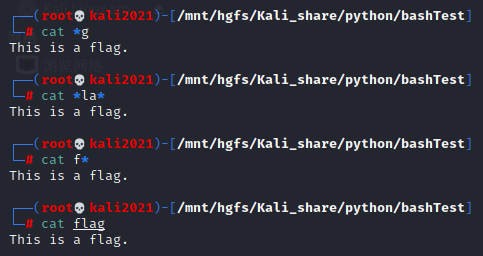 (root💀kali2021)-[/mnt/hgfs/Kali_share/python/bashTest]
# cat *g
This is a flag.
(root💀kali2021)-[/mnt/hgfs/Kali_share/python/bashTest]
# cat *la*
This is a flag.
(root💀kali2021)-[/mnt/hgfs/Kali_share/python/bashTest]
# cat f*
This is a flag.
(root💀kali2021)-[/mnt/hgfs/Kali_share/python/bashTest]
# cat flag
This is a flag.